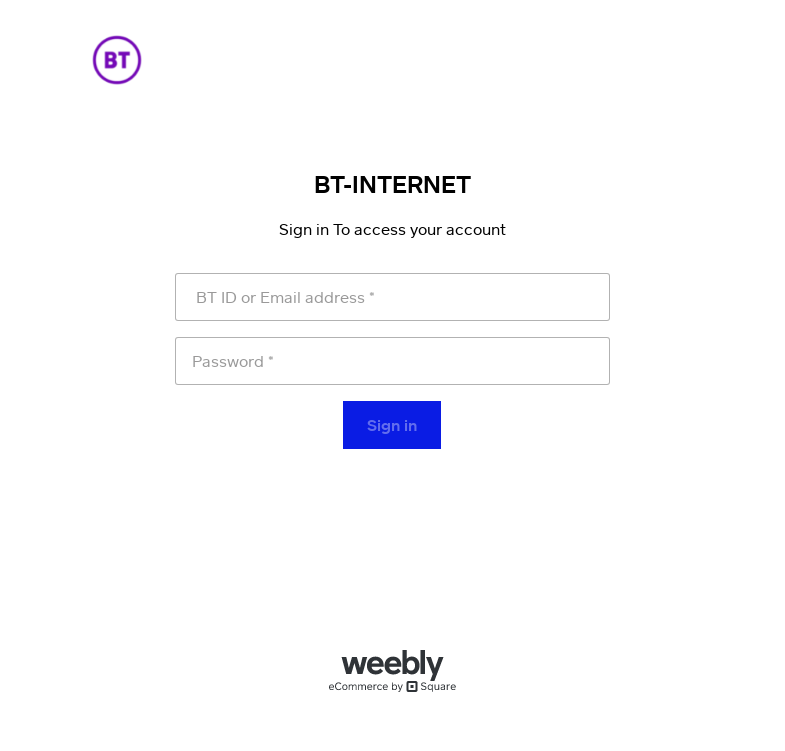 BT
BT-INTERNET
Sign in To access your account
BT ID or Email address *
Password *
Sign in
weebly
eCommerce by Square